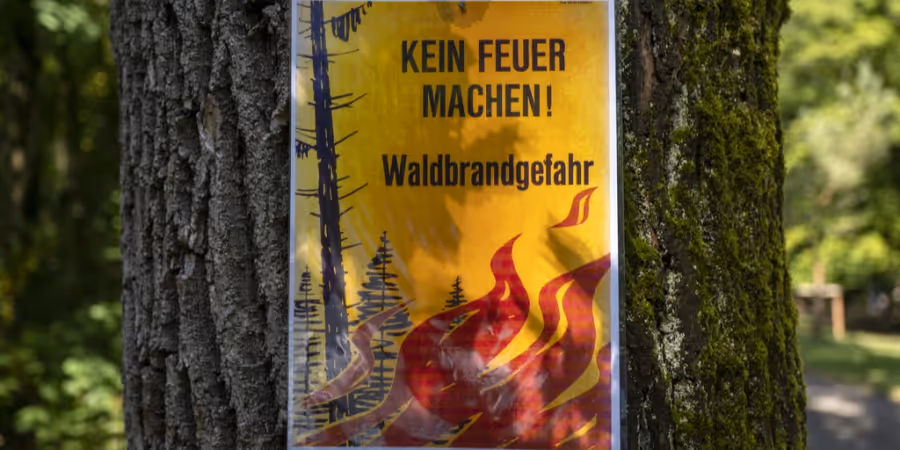 KEIN FEUER
MACHEN!
Waldbrandgefahr